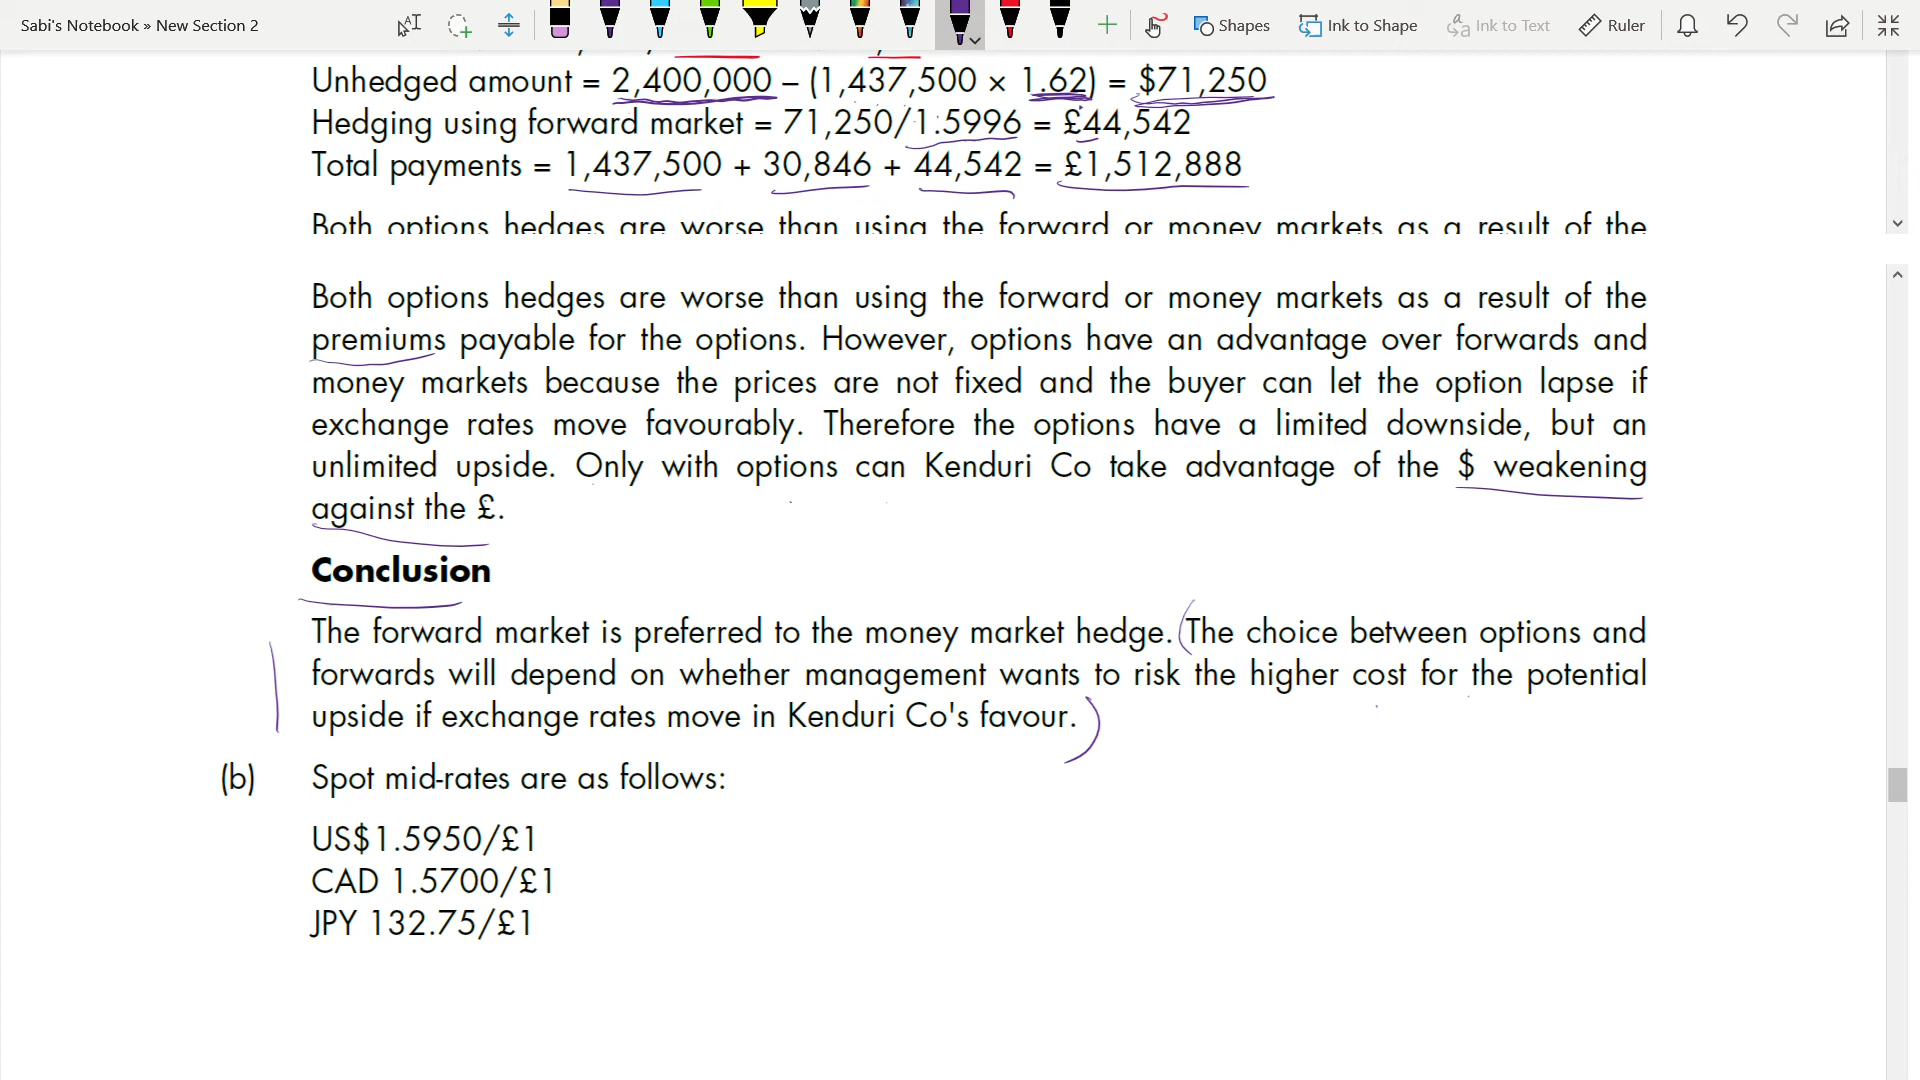 Sabi's Notebook » New Section 2
Shapes
Ink to Shape
Ink to Text
Ruler
Unhedged amount = 2,400,000 – (1,437,500 × 1.62) = $71,250
Hedging using forward market = 71,250/1.5996 = £44,542
Total payments = 1,437,500 + 30,846 + 44,542 = £1,512,888
Both options hedges are worse than using the forward or money markets as a result of the
Both options hedges are worse than using the forward or money markets as a result of the
premiums payable for the options. However, options have an advantage over forwards and
money markets because the prices are not fixed and the buyer can let the option lapse if
exchange rates move favourably. Therefore the options have a limited downside, but an
unlimited upside. Only with options can Kenduri Co take advantage of the $ weakening
against the £.
Conclusion
The forward market is preferred to the money market hedge. The choice between options and
forwards will depend on whether management wants to risk the higher cost for the potential
upside if exchange rates move in Kenduri Co's favour.
(b) Spot mid-rates are as follows:
US$1.5950/£1
CAD 1.5700/£1
JPY 132.75/£1